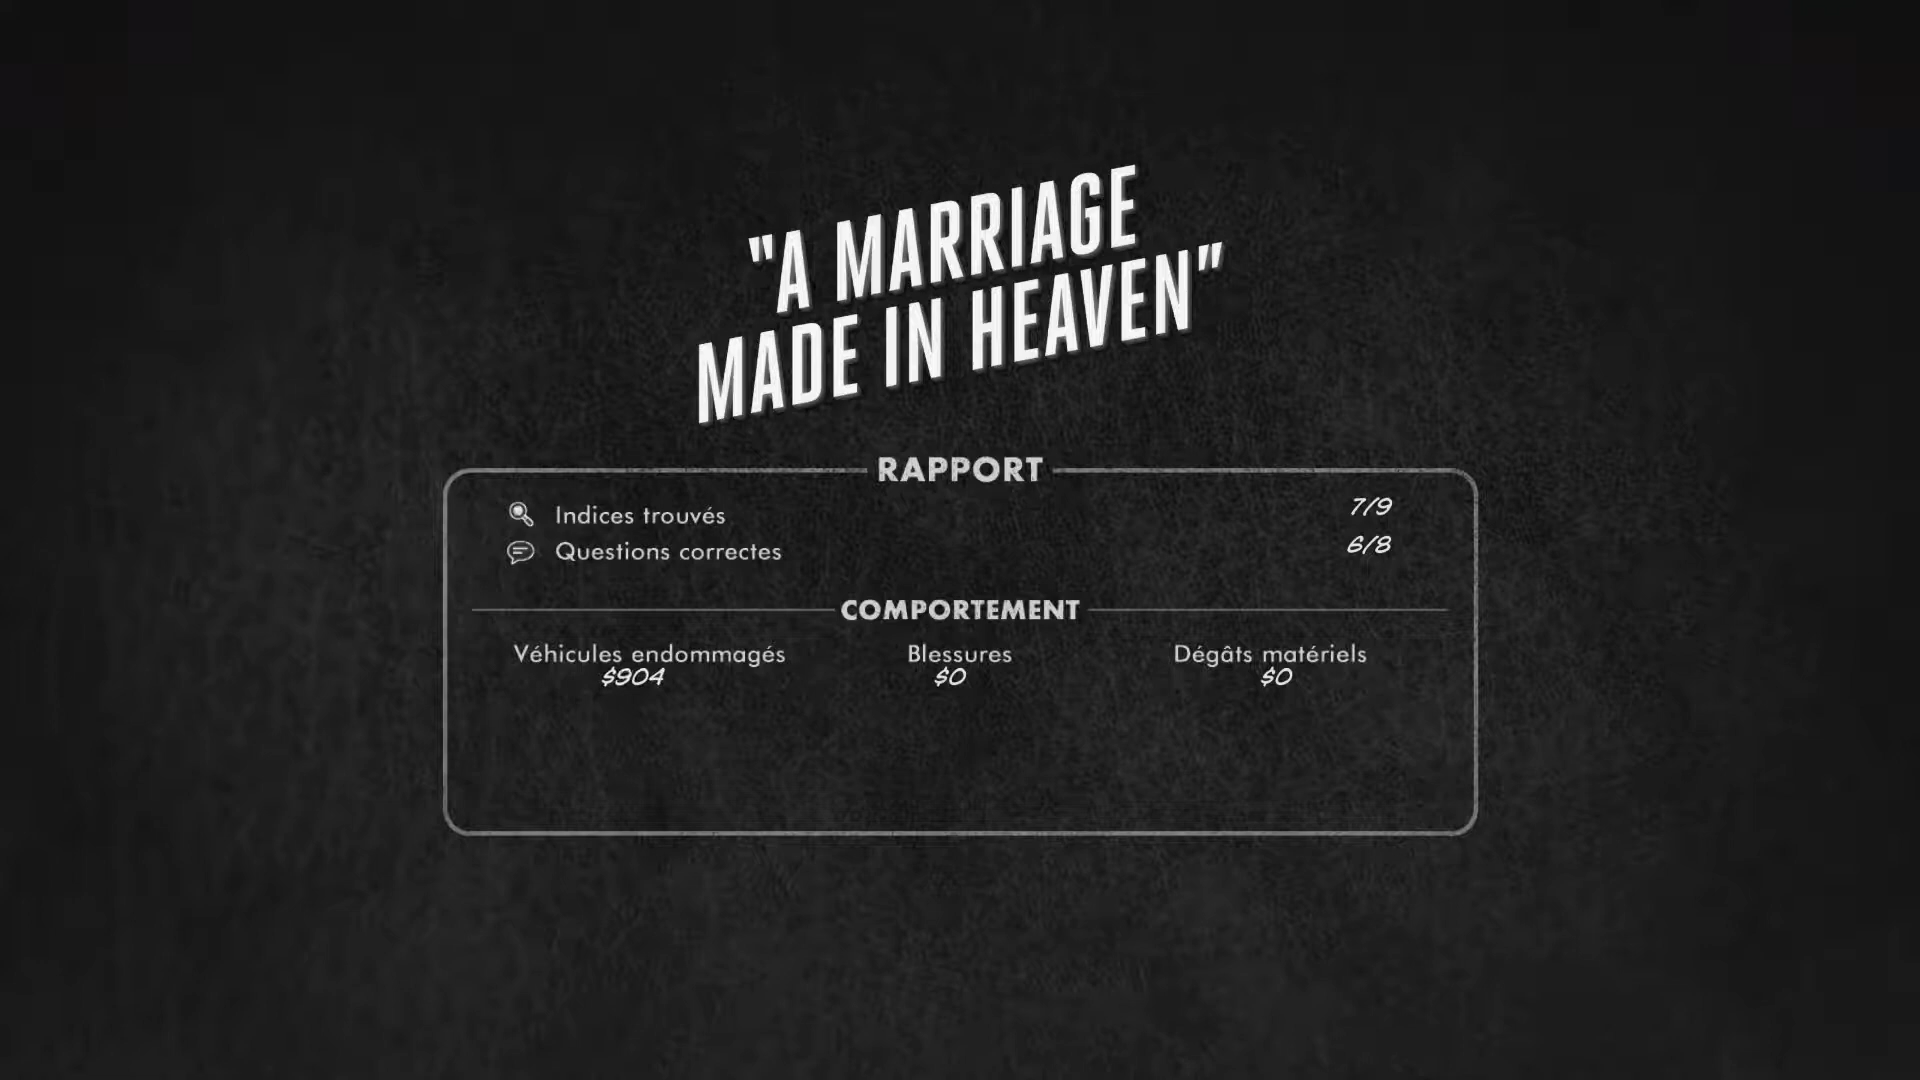 "A MARRIAGE
MADE IN HEAVEN"
RAPPORT
Indices trouvés 7/9
Questions correctes 6/8
COMPORTEMENT
Véhicules endommagés Blessures Dégâts matériels
$904 $0 $0